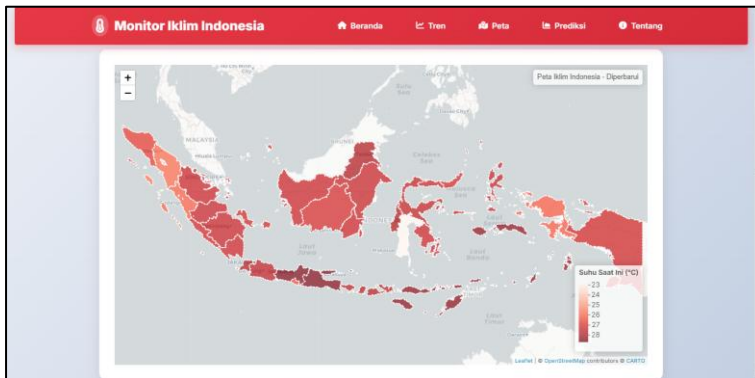 Monitor Iklim Indonesia
Beranda
Tren
Peta
Prediksi
Tentang
+
−
Peta Iklim Indonesia - Diperbarui
MALAYSIA
BRUNEI
Suhu Saat Ini (°C)
23
24
25
26
27
28
Leaflet | © OpenStreetMap contributors © CARTO